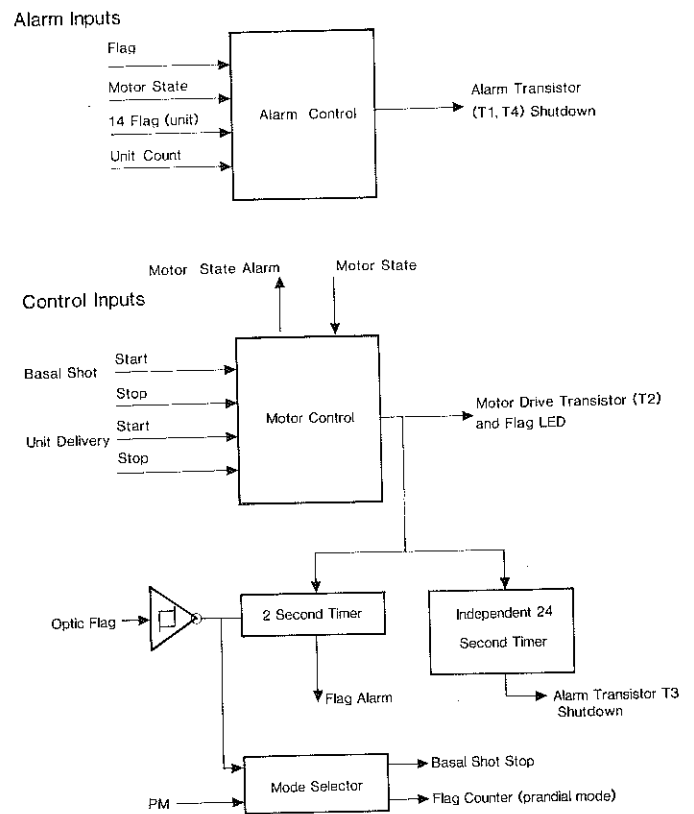 Alarm Inputs
Flag
Motor State
14 Flag (unit)
Unit Count
Alarm Control
Alarm Transistor
(T1, T4) Shutdown
Motor State Alarm
Motor State
Control Inputs
Basal Shot
Start
Stop
Unit Delivery
Start
Stop
Motor Control
Motor Drive Transistor (T2)
and Flag LED
Optic Flag
2 Second Timer
Independent 24
Second Timer
Flag Alarm
Alarm Transistor T3
Shutdown
Mode Selector
PM
Basal Shot Stop
Flag Counter (prandial mode)